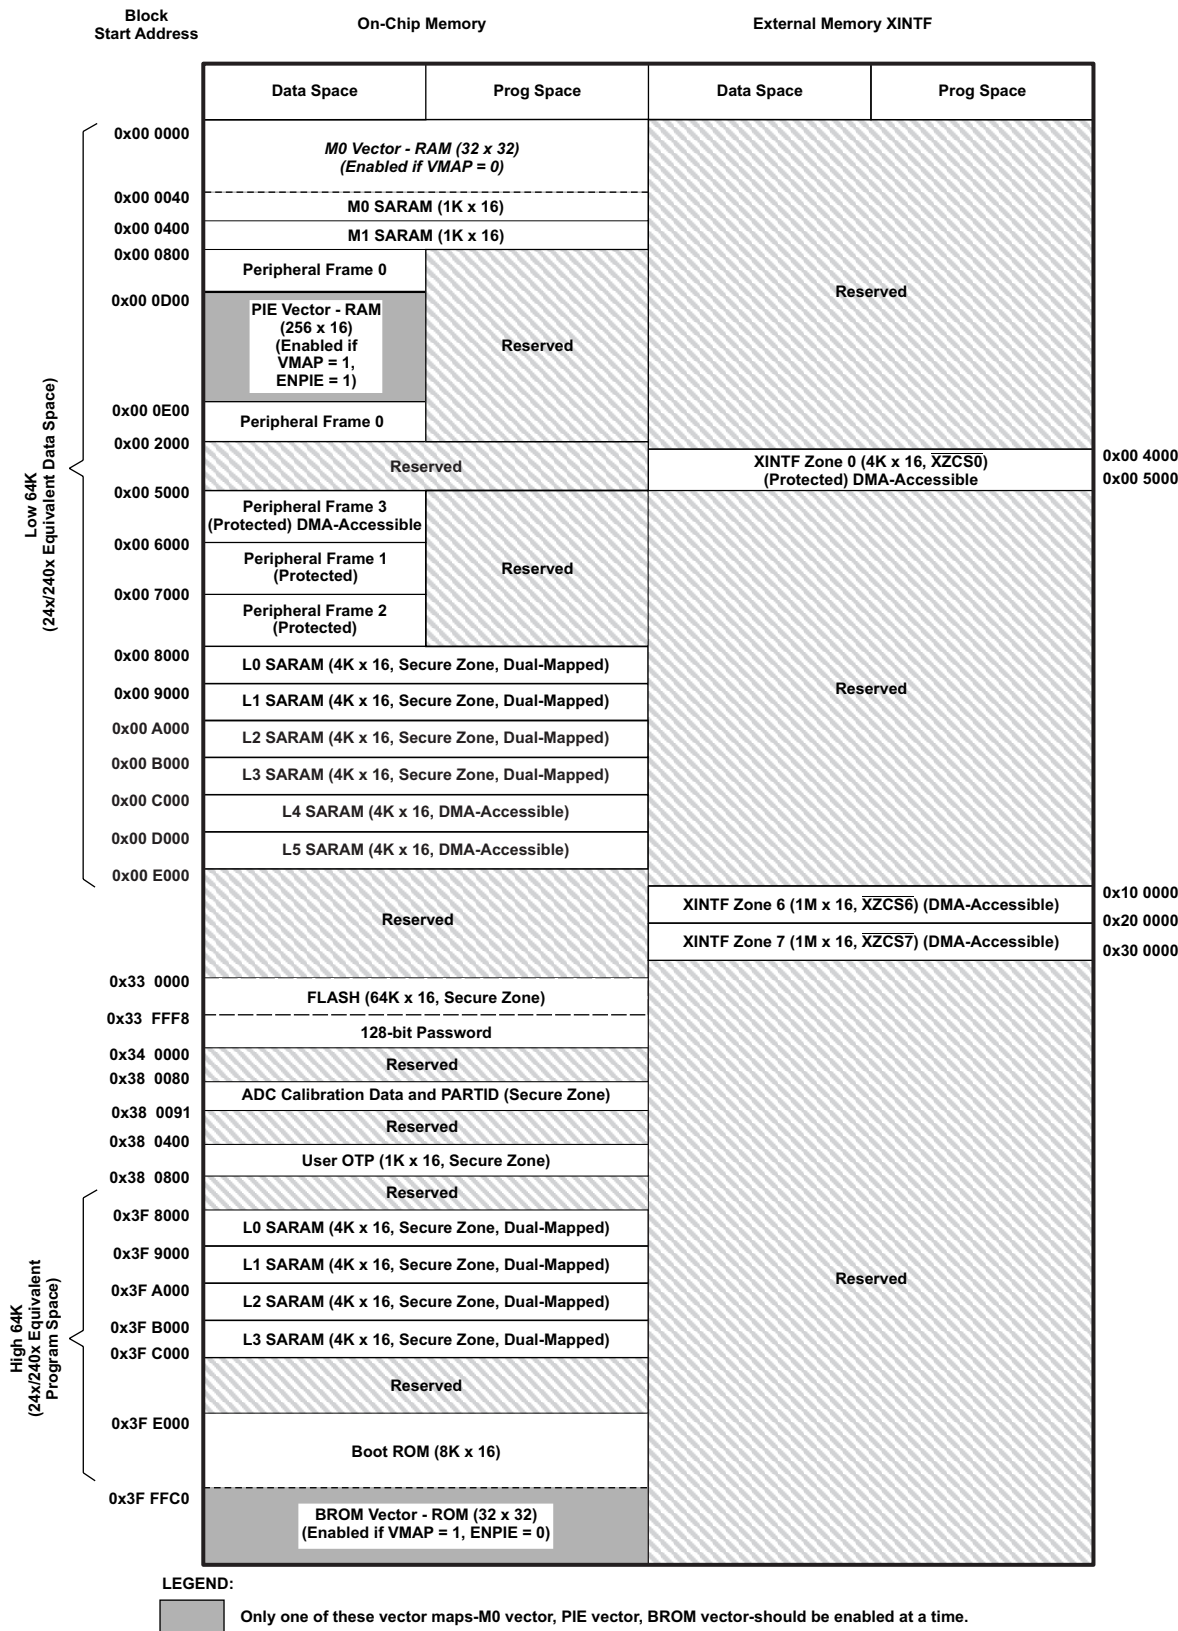 Block
Start Address
On-Chip Memory
External Memory XINTF
Data Space
Prog Space
Data Space
Prog Space
0x00 0000
M0 Vector - RAM (32 x 32)
(Enabled if VMAP = 0)
0x00 0040
M0 SARAM (1K x 16)
0x00 0400
M1 SARAM (1K x 16)
0x00 0800
Peripheral Frame 0
Reserved
0x00 0D00
PIE Vector - RAM
(256 x 16)
(Enabled if
VMAP = 1,
ENPIE = 1)
Reserved
0x00 0E00
Peripheral Frame 0
0x00 2000
Reserved
XINTF Zone 0 (4K x 16, XZCS0)
(Protected) DMA-Accessible
0x00 4000
0x00 5000
Low 64K
(24x/240x Equivalent Data Space)
0x00 5000
Peripheral Frame 3
(Protected) DMA-Accessible
0x00 6000
Peripheral Frame 1
(Protected)
Reserved
0x00 7000
Peripheral Frame 2
(Protected)
0x00 8000
L0 SARAM (4K x 16, Secure Zone, Dual-Mapped)
0x00 9000
L1 SARAM (4K x 16, Secure Zone, Dual-Mapped)
Reserved
0x00 A000
L2 SARAM (4K x 16, Secure Zone, Dual-Mapped)
0x00 B000
L3 SARAM (4K x 16, Secure Zone, Dual-Mapped)
0x00 C000
L4 SARAM (4K x 16, DMA-Accessible)
0x00 D000
L5 SARAM (4K x 16, DMA-Accessible)
0x00 E000
Reserved
XINTF Zone 6 (1M x 16, XZCS6) (DMA-Accessible)
0x10 0000
0x20 0000
XINTF Zone 7 (1M x 16, XZCS7) (DMA-Accessible)
0x30 0000
0x33 0000
FLASH (64K x 16, Secure Zone)
0x33 FFF8
128-bit Password
0x34 0000
Reserved
0x38 0080
ADC Calibration Data and PARTID (Secure Zone)
0x38 0091
Reserved
0x38 0400
User OTP (1K x 16, Secure Zone)
0x38 0800
Reserved
0x3F 8000
L0 SARAM (4K x 16, Secure Zone, Dual-Mapped)
0x3F 9000
L1 SARAM (4K x 16, Secure Zone, Dual-Mapped)
Reserved
0x3F A000
L2 SARAM (4K x 16, Secure Zone, Dual-Mapped)
0x3F B000
L3 SARAM (4K x 16, Secure Zone, Dual-Mapped)
0x3F C000
High 64K
(24x/240x Equivalent
Program Space)
Reserved
0x3F E000
Boot ROM (8K x 16)
0x3F FFC0
BROM Vector - ROM (32 x 32)
(Enabled if VMAP = 1, ENPIE = 0)
LEGEND:
Only one of these vector maps-M0 vector, PIE vector, BROM vector-should be enabled at a time.